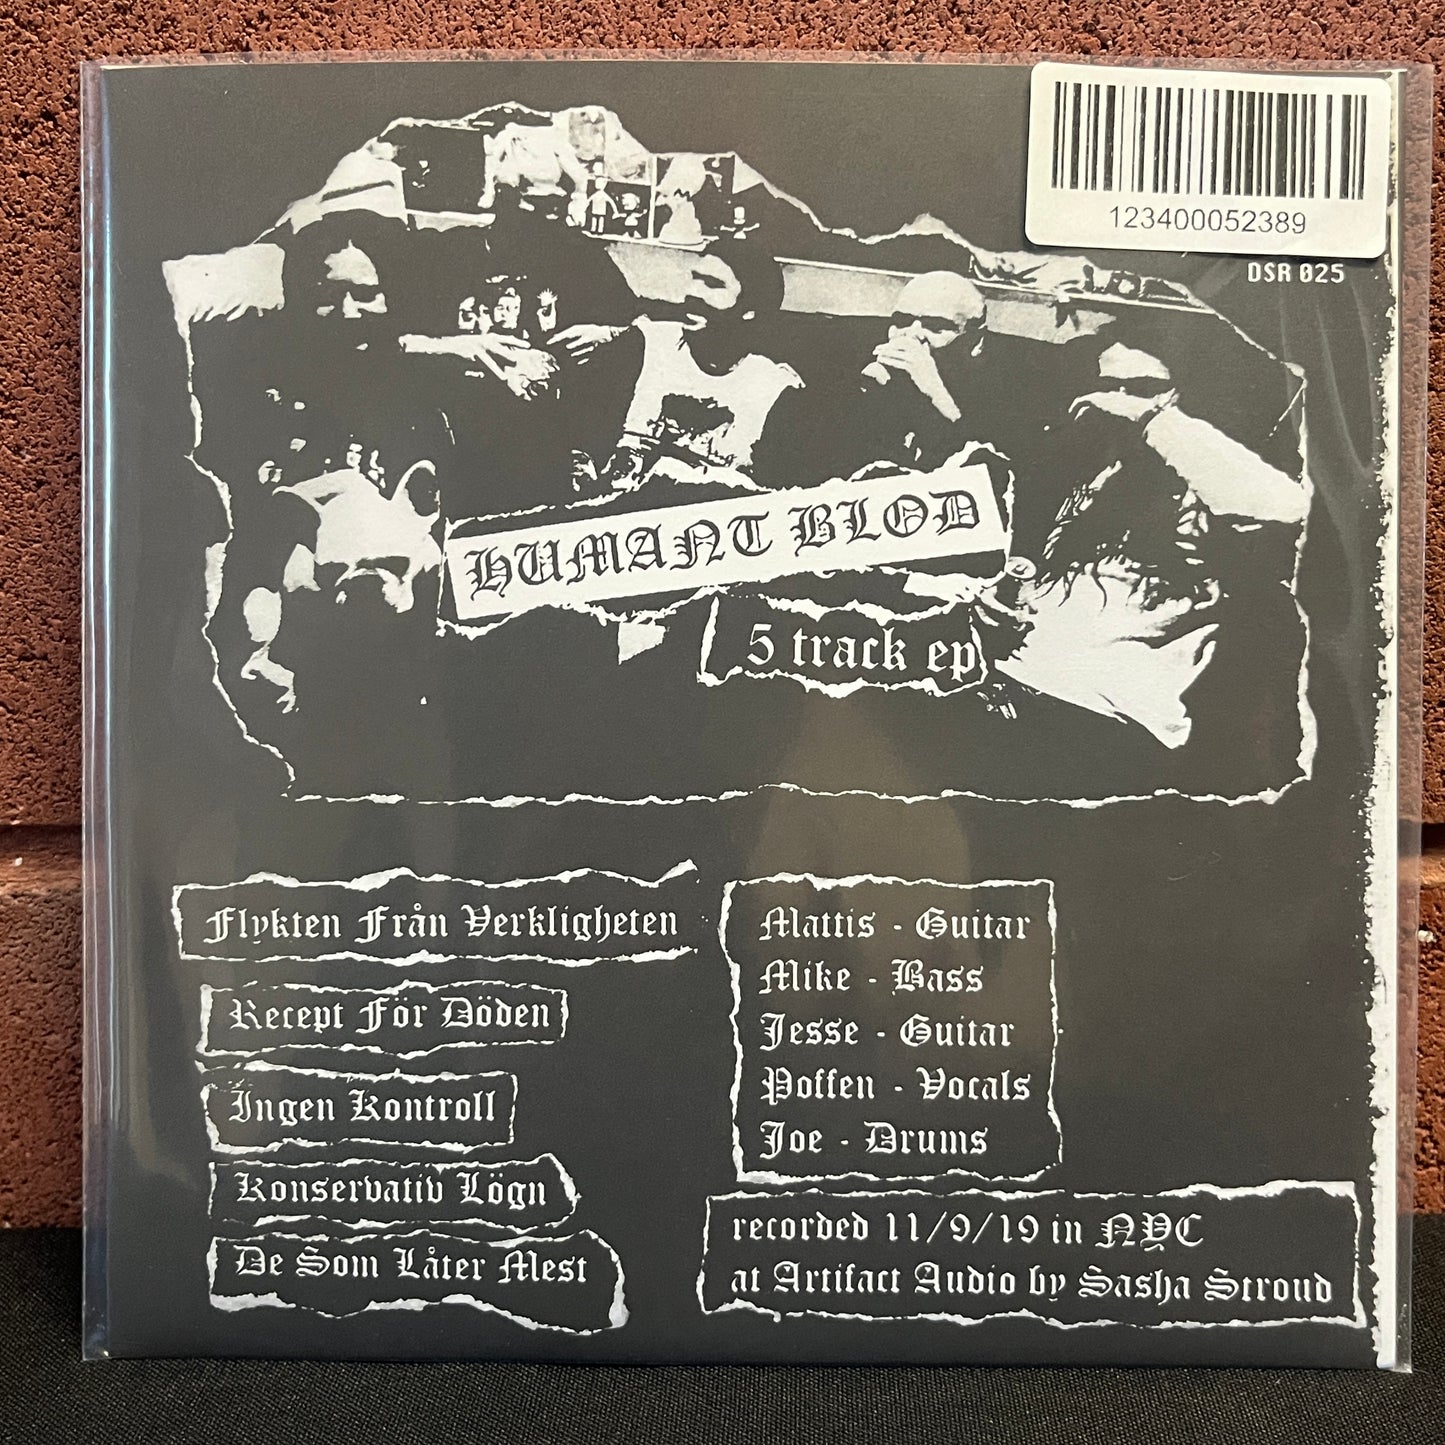 123400052389
DSR 025
HUMANT BLOD
5 track ep
Flykten Från Verkligheten
Recept För Döden
Ingen Kontroll
Konservativ Lögn
De Som Låter Mest
Mattis - Guitar
Mike - Bass
Jesse - Guitar
Poffen - Vocals
Joe - Drums
recorded 11/9/19 in NYC
at Artifact Audio by Sasha Stroud